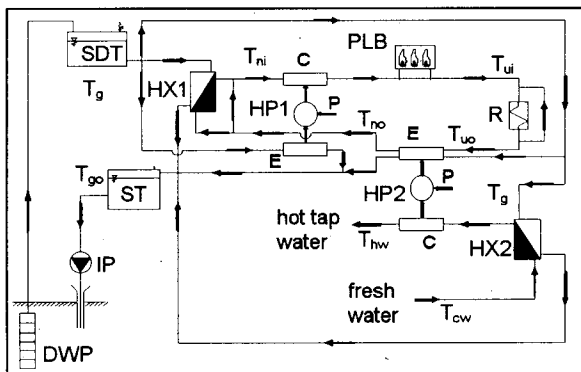 SDT
T_g
HX1
T_ni
C
PLB
T_ui
HP1
P
T_no
R
E
E
T_uo
T_go
ST
HP2
P
T_g
hot tap
water
T_hw
C
HX2
IP
fresh
water
T_cw
DWP